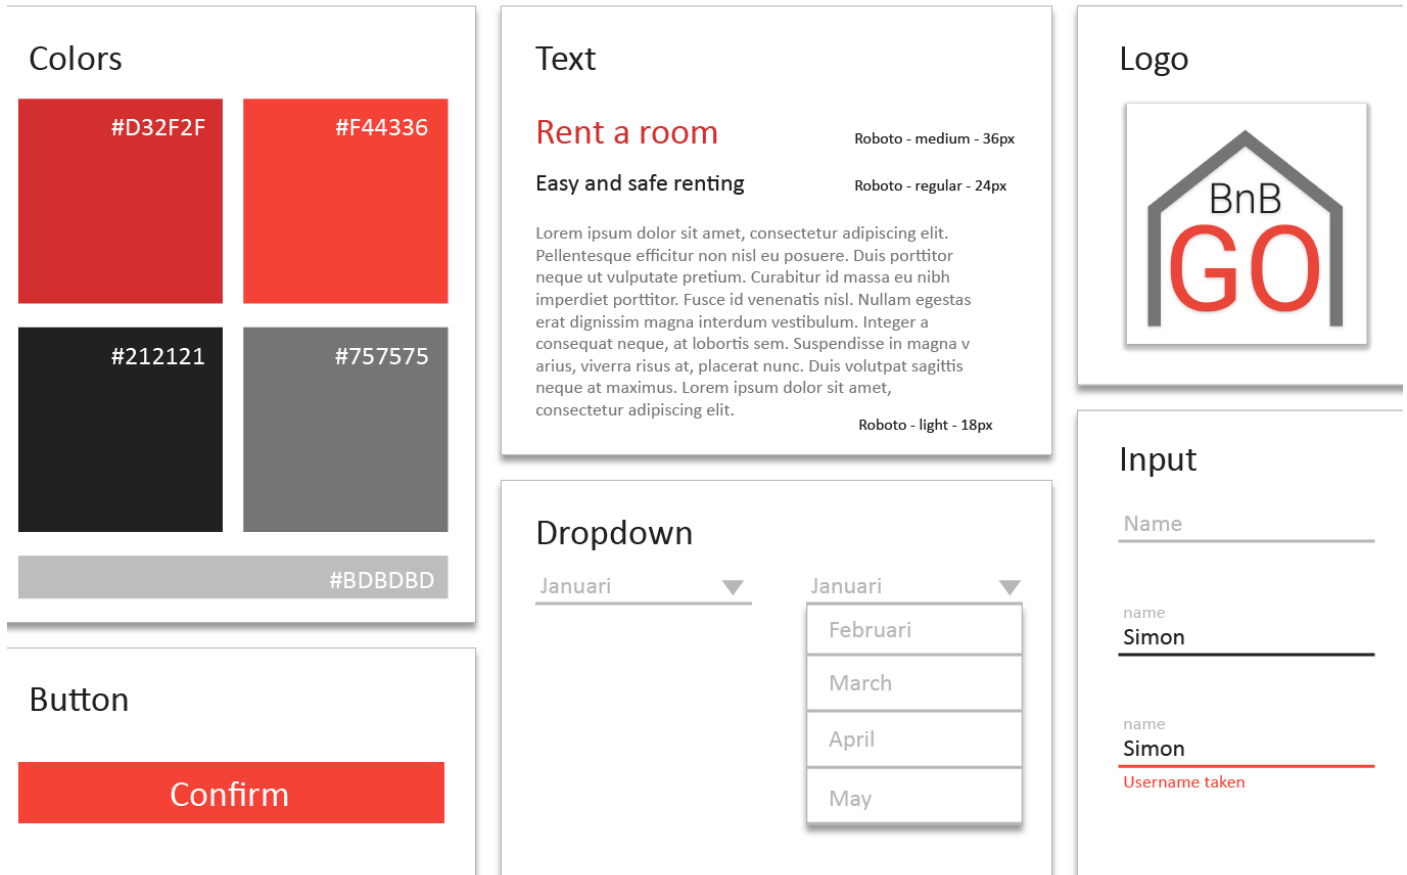 Colors
#D32F2F
#F44336
#212121
#757575
#BDBDBD
Button
Confirm
Text
Rent a room
Roboto - medium - 36px
Easy and safe renting
Roboto - regular - 24px
Lorem ipsum dolor sit amet, consectetur adipiscing elit.
Pellentesque efficitur non nisl eu posuere. Duis porttitor
neque ut vulputate pretium. Curabitur id massa eu nibh
imperdiet porttitor. Fusce id venenatis nisl. Nullam egestas
erat dignissim magna interdum vestibulum. Integer a
consequat neque, at lobortis sem. Suspendisse in magna v
arius, viverra risus at, placerat nunc. Duis volutpat sagittis
neque at maximus. Lorem ipsum dolor sit amet,
consectetur adipiscing elit.
Roboto - light - 18px
Dropdown
Januari
Januari
Februari
March
April
May
Logo
BnB
GO
Input
Name
name
Simon
name
Simon
Username taken